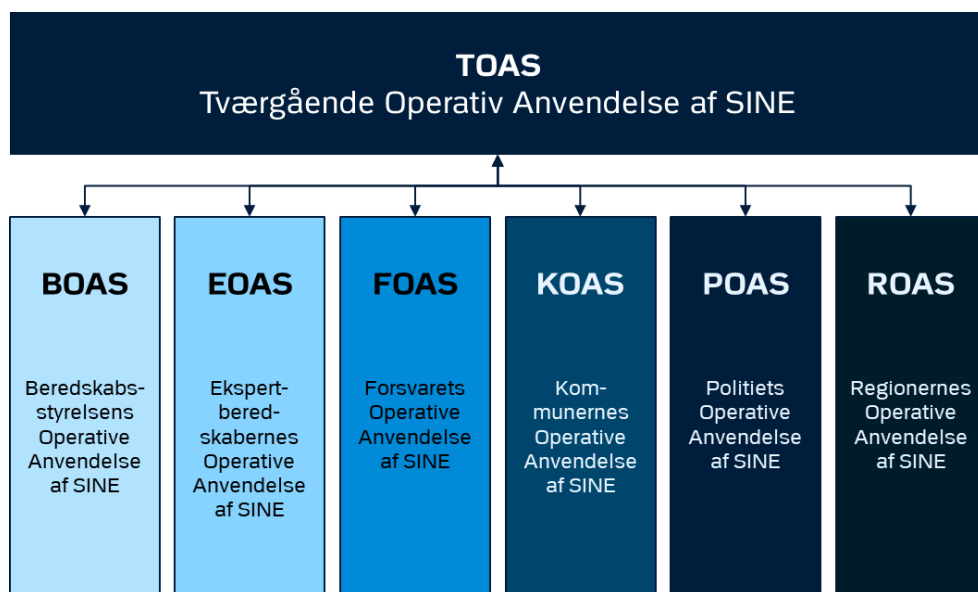 TOAS
Tværgående Operativ Anvendelse af SINE
BOAS
Beredskabs-
styrelsens
Operative
Anvendelse
af SINE
EOAS
Ekspert-
bered-
skabernes
Operative
Anvendelse
af SINE
FOAS
Forsvarets
Operative
Anvendelse
af SINE
KOAS
Kom-
munernes
Operative
Anvendelse
af SINE
POAS
Politiets
Operative
Anvendelse
af SINE
ROAS
Regionernes
Operative
Anvendelse
af SINE